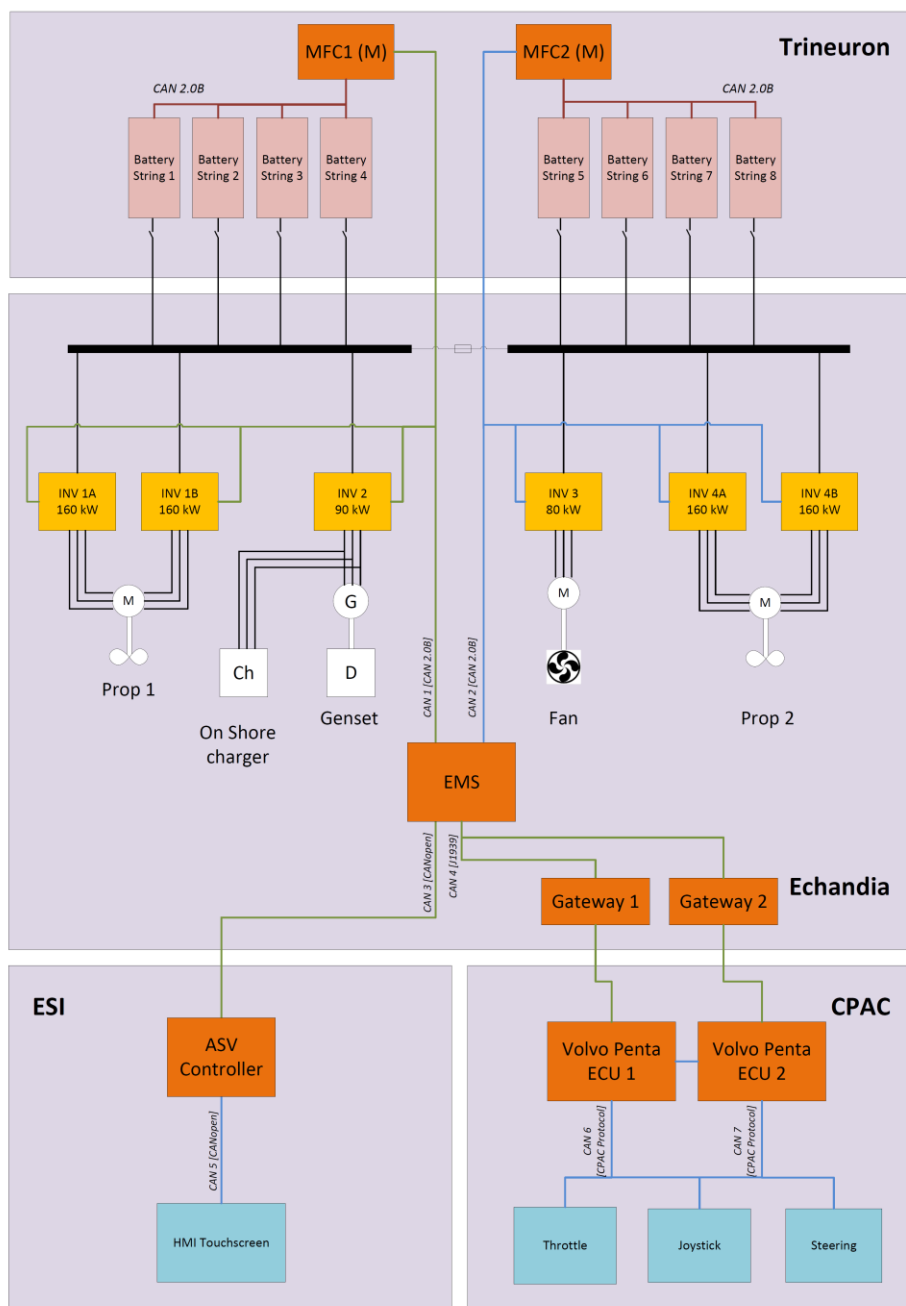 Trineuron
MFC1 (M)
MFC2 (M)
CAN 2.0B
CAN 2.0B
Battery
String 1
Battery
String 2
Battery
String 3
Battery
String 4
Battery
String 5
Battery
String 6
Battery
String 7
Battery
String 8
INV 1A
160 kW
INV 1B
160 kW
INV 2
90 kW
INV 3
80 kW
INV 4A
160 kW
INV 4B
160 kW
M
G
M
M
Ch
D
Prop 1
On Shore
charger
Genset
Fan
Prop 2
CAN 1 [CAN 2.0B]
CAN 2 [CAN 2.0B]
EMS
CAN 3 [CANopen]
CAN 4 [J1939]
Echandia
Gateway 1
Gateway 2
ESI
ASV
Controller
CAN 5 [CANopen]
HMI Touchscreen
CPAC
Volvo Penta
ECU 1
Volvo Penta
ECU 2
CAN 6
[CPAC Protocol]
CAN 7
[CPAC Protocol]
Throttle
Joystick
Steering